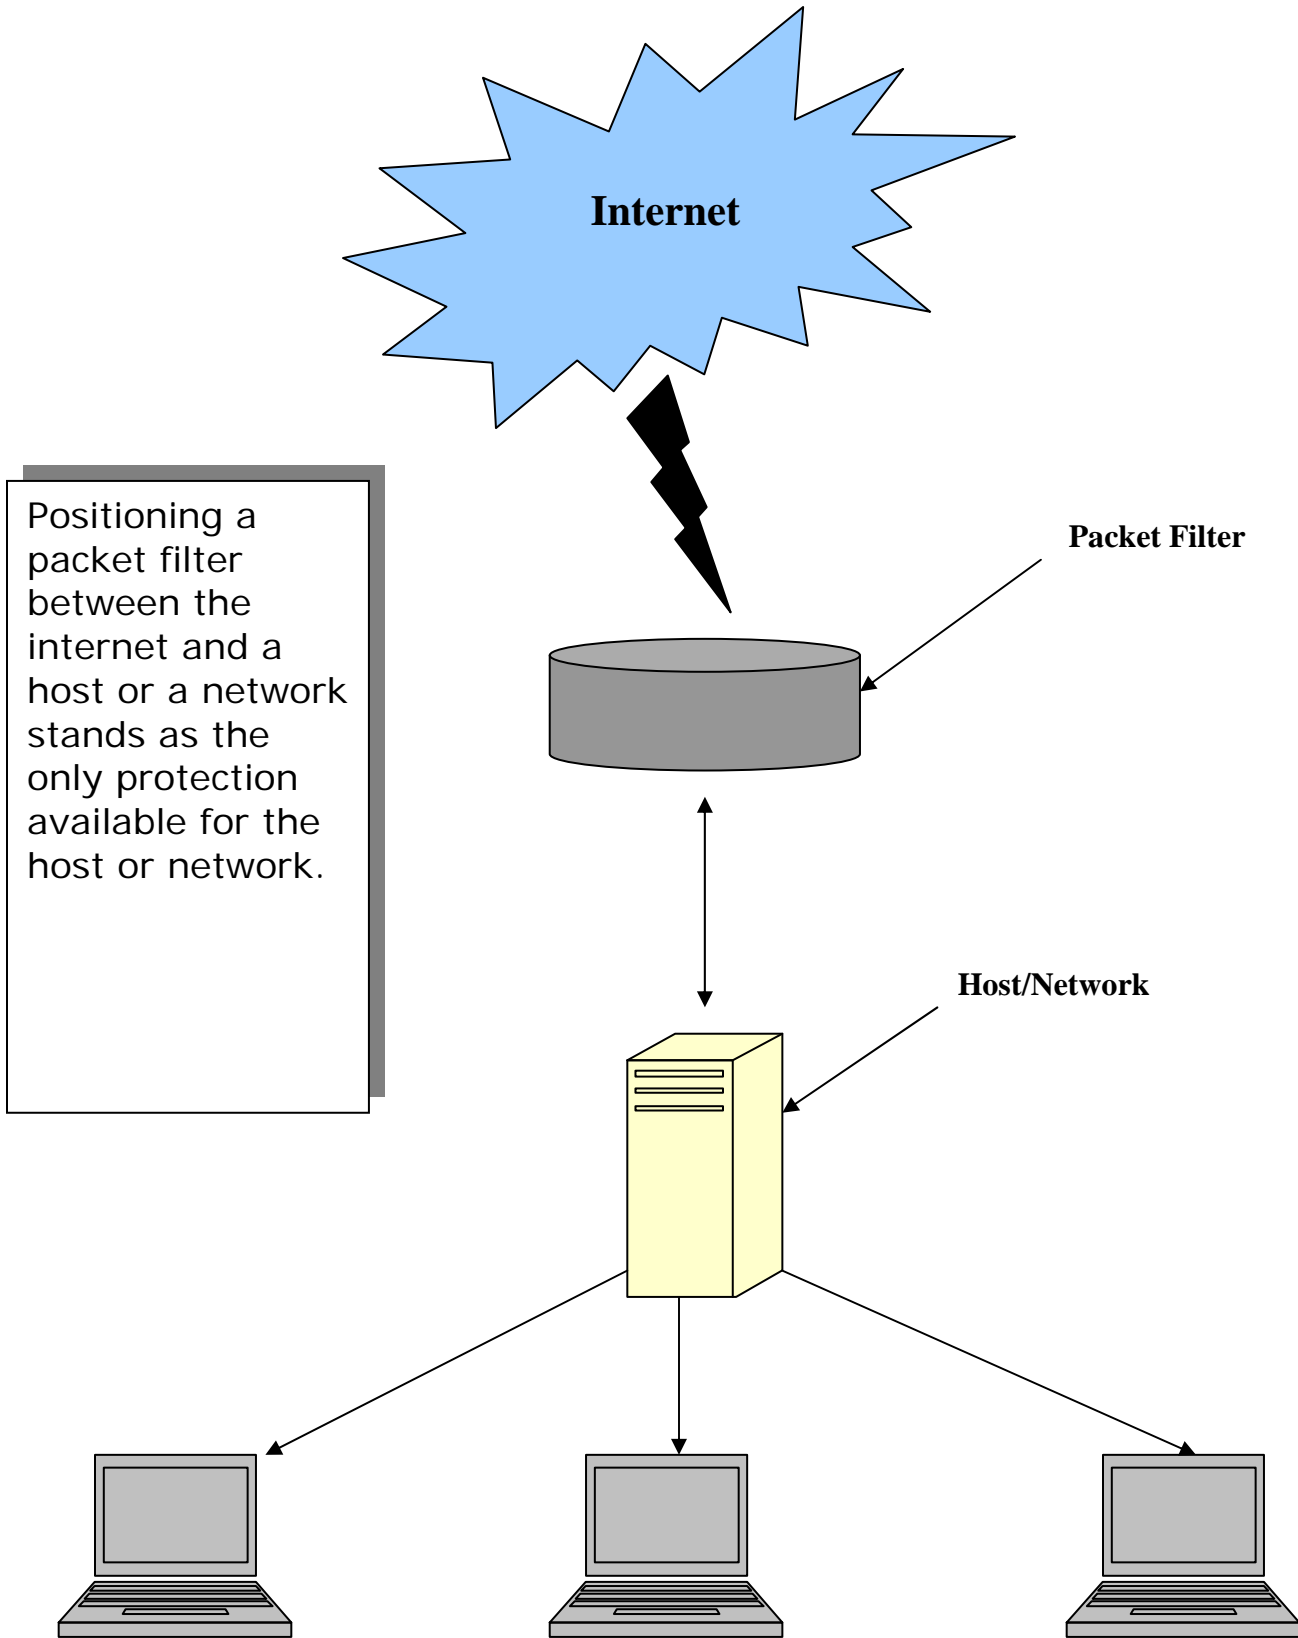 Internet
Positioning a
packet filter
between the
internet and a
host or a network
stands as the
only protection
available for the
host or network.
Packet Filter
Host/Network